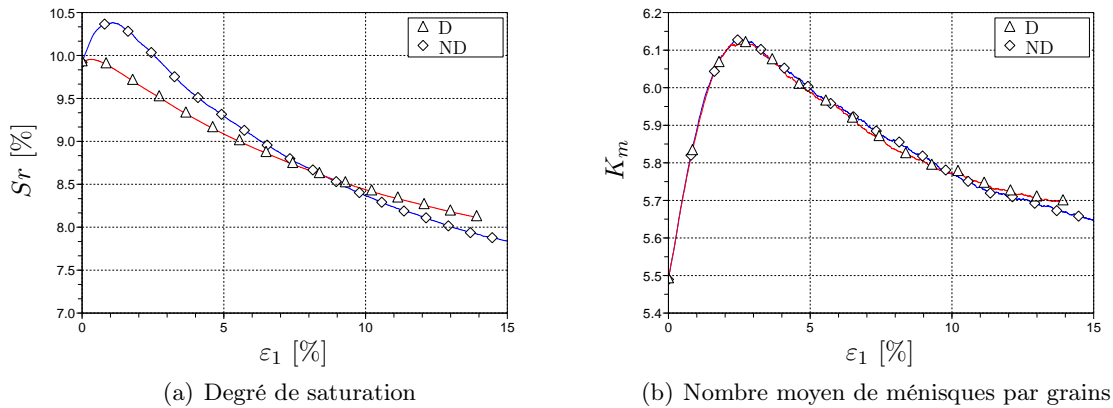 10.5
10.0
9.5
9.0
8.5
8.0
7.5
7.0
Sr [%]
0
5
10
15
ε1 [%]
D
ND
(a) Degré de saturation
6.2
6.1
6.0
5.9
5.8
5.7
5.6
5.5
5.4
Km
0
5
10
15
ε1 [%]
D
ND
(b) Nombre moyen de ménisques par grains